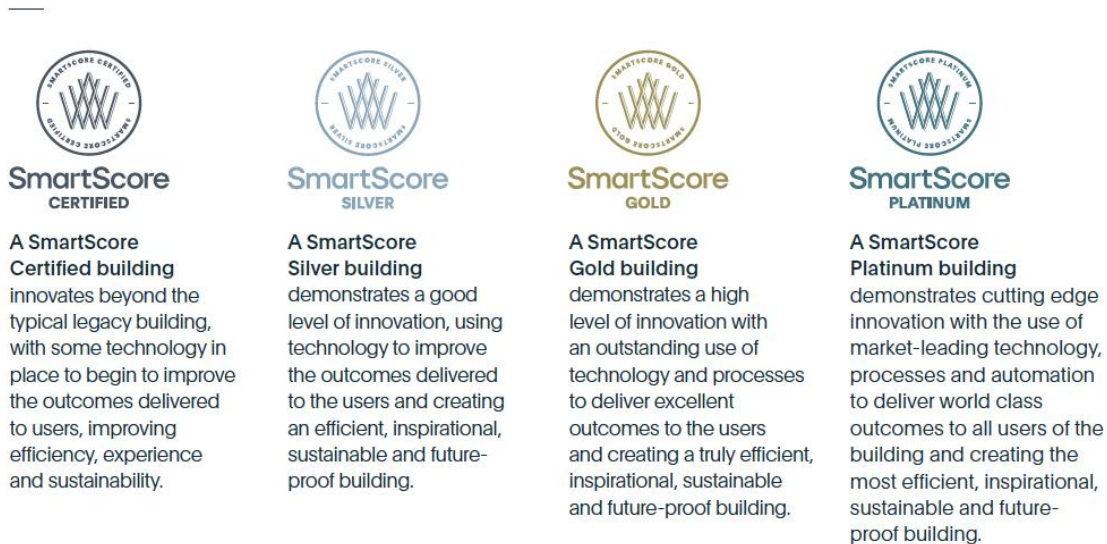 SMARTSCORE CERTIFIED
SMARTSCORE CERTIFIED
SmartScore
CERTIFIED
A SmartScore
Certified building
innovates beyond the
typical legacy building,
with some technology in
place to begin to improve
the outcomes delivered
to users, improving
efficiency, experience
and sustainability.
SMARTSCORE SILVER
SMARTSCORE SILVER
SmartScore
SILVER
A SmartScore
Silver building
demonstrates a good
level of innovation, using
technology to improve
the outcomes delivered
to the users and creating
an efficient, inspirational,
sustainable and future-
proof building.
SMARTSCORE GOLD
SMARTSCORE GOLD
SmartScore
GOLD
A SmartScore
Gold building
demonstrates a high
level of innovation with
an outstanding use of
technology and processes
to deliver excellent
outcomes to the users
and creating a truly efficient,
inspirational, sustainable
and future-proof building.
SMARTSCORE PLATINUM
SMARTSCORE PLATINUM
SmartScore
PLATINUM
A SmartScore
Platinum building
demonstrates cutting edge
innovation with the use of
market-leading technology,
processes and automation
to deliver world class
outcomes to all users of the
building and creating the
most efficient, inspirational,
sustainable and future-
proof building.